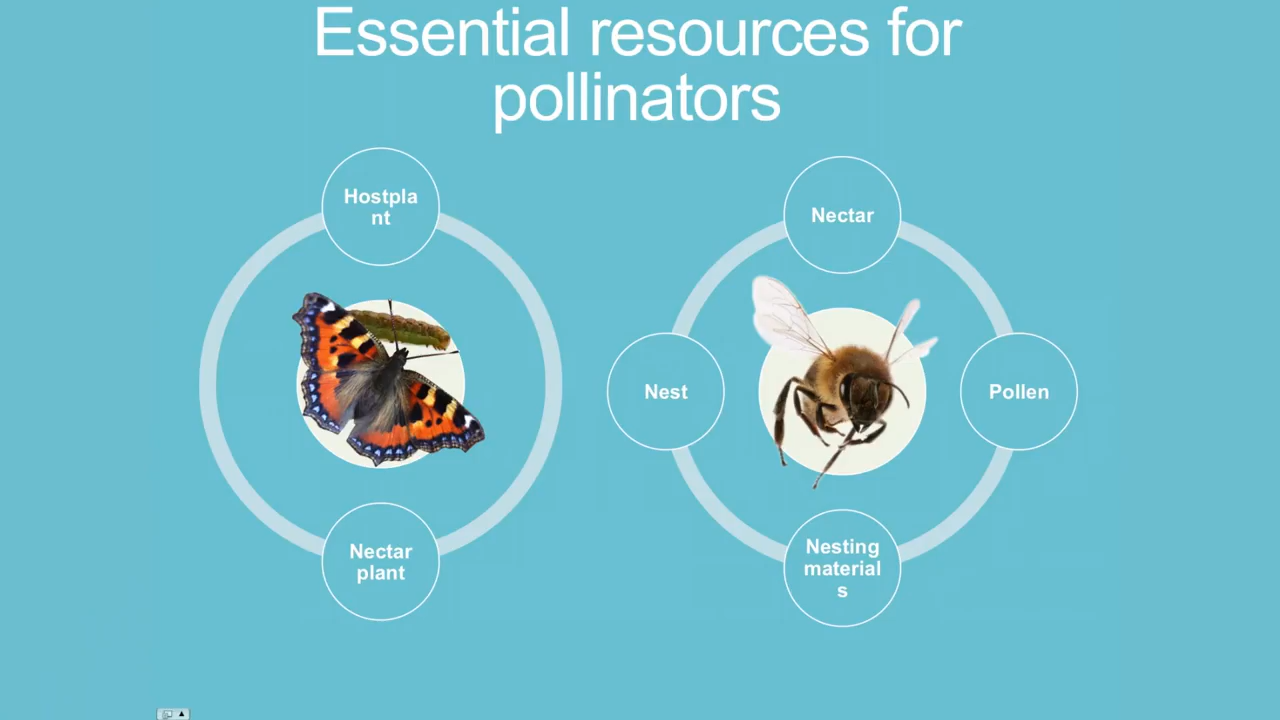 Essential resources for
pollinators
Hostpla
nt
Nectar
plant
Nectar
Nest
Pollen
Nesting
material
s